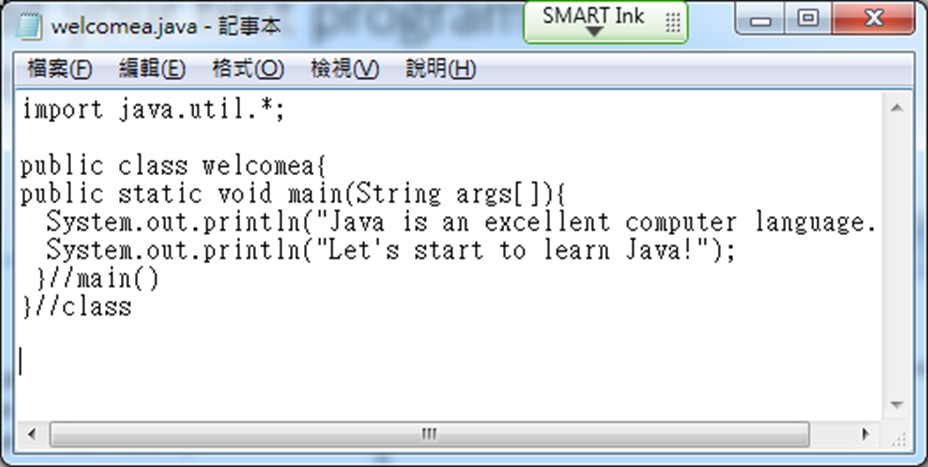 welcomea.java - 記事本
SMART Ink
檔案(F) 編輯(E) 格式(O) 檢視(V) 說明(H)
import java.util.*;
public class welcomea{
public static void main(String args[]){
System.out.println("Java is an excellent computer language.
System.out.println("Let's start to learn Java!");
}//main()
}//class